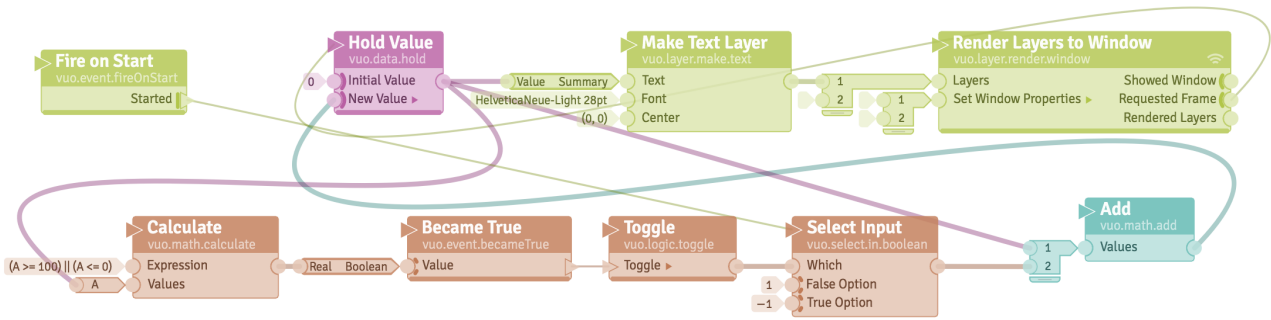 Fire on Start
vuo.event.fireOnStart
Started
Hold Value
vuo.data.hold
0
Initial Value
New Value
Value Summary
HelveticaNeue-Light 28pt
(0, 0)
Make Text Layer
vuo.layer.make.text
Text
Font
Center
1
2
1
2
Render Layers to Window
vuo.layer.render.window
Layers
Showed Window
Set Window Properties
Requested Frame
Rendered Layers
Calculate
vuo.math.calculate
(A >= 100) || (A <= 0)
Expression
A
Values
Real Boolean
Became True
vuo.event.becameTrue
Value
Toggle
vuo.logic.toggle
Toggle
Select Input
vuo.select.in.boolean
Which
1
False Option
−1
True Option
1
2
Add
vuo.math.add
Values